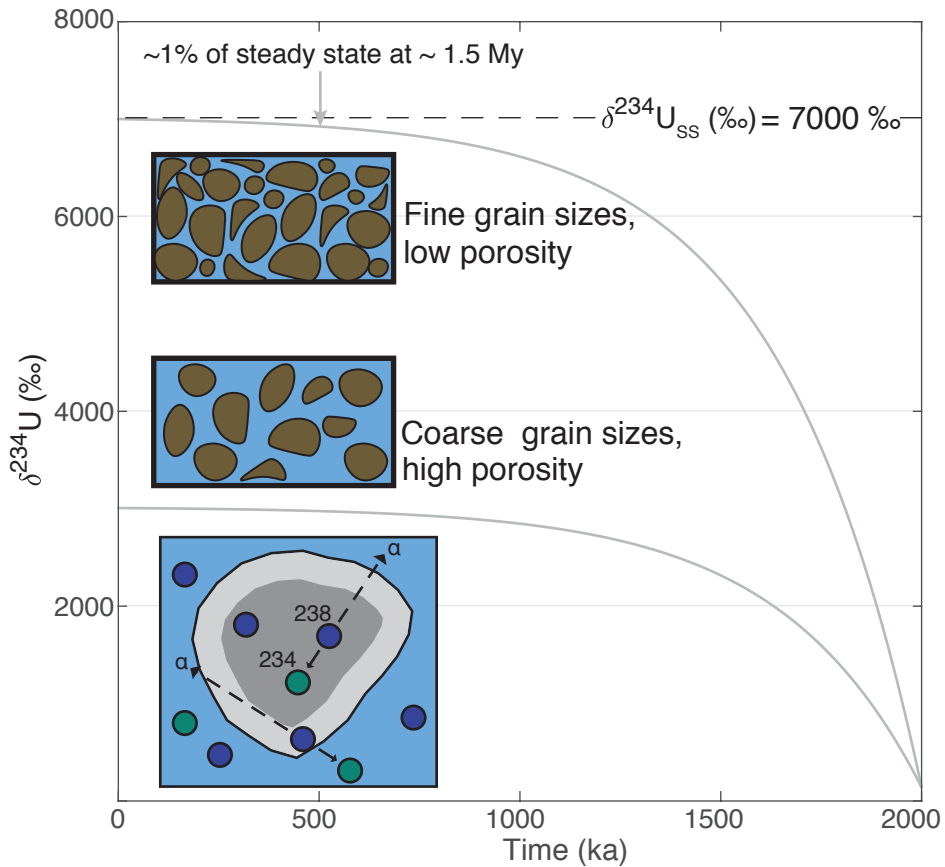 8000
~1% of steady state at ~ 1.5 My
δ²³⁴U_SS (‰) = 7000 ‰
6000
Fine grain sizes,
low porosity
δ²³⁴U (‰)
4000
Coarse grain sizes,
high porosity
α
238
2000
234
α
0
500
1000
1500
2000
Time (ka)